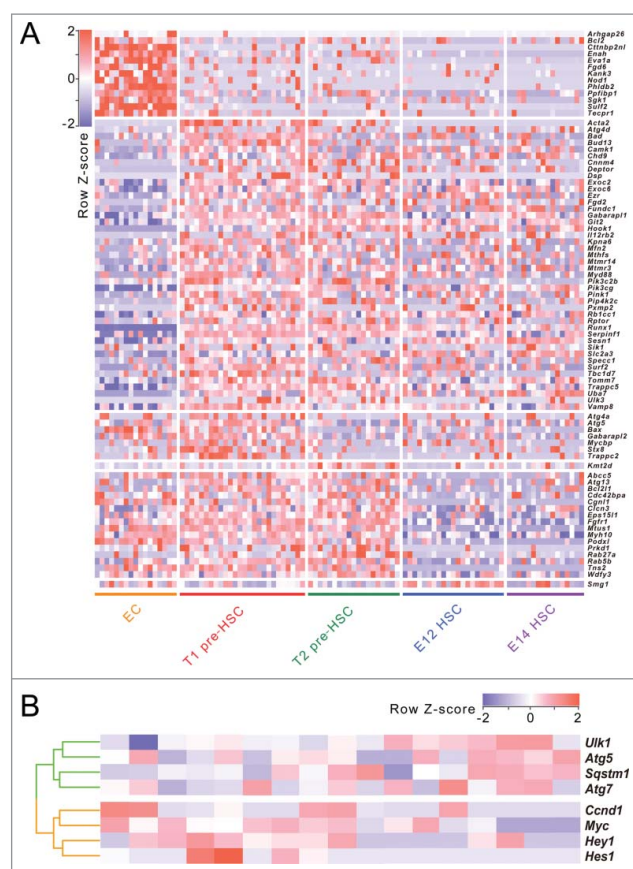 A
2
0
-2
Row Z-score
Arhgap26
Bcl2
Cttnbp2nl
Enah
Eva1a
Fgd6
Kank3
Nod1
Phldb2
Ppfibp1
Sgk1
Sulf2
Tecpr1
Acta2
Atg4d
Bad
Bud13
Camk1
Chd9
Cnnm4
Deptor
Dsp
Exoc2
Exoc6
Ezr
Fgd2
Fundc1
Gabarapl1
Git2
Hook1
Il12rb2
Kpna6
Mfn2
Mthfs
Mtmr14
Mtmr3
Myd88
Pik3c2b
Pik3cg
Pink1
Pip4k2c
Pxmp2
Rb1cc1
Rptor
Runx1
Serpinf1
Sesn1
Sik1
Slc2a3
Specc1
Surf2
Tbc1d7
Tomm7
Trappc5
Uba7
Ulk3
Vamp8
Atg4a
Atg5
Bax
Gabarapl2
Mycbp
Stx8
Trappc2
Kmt2d
Abcc5
Atg13
Bcl2l1
Cdc42bpa
Cgnl1
Clcn3
Eps15l1
Fgfr1
Mtus1
Myh10
Podxl
Prkd1
Rab27a
Rab5b
Tns2
Wdfy3
Smg1
EC
T1 pre-HSC
T2 pre-HSC
E12 HSC
E14 HSC
B
Row Z-score
-2 0 2
Ulk1
Atg5
Sqstm1
Atg7
Ccnd1
Myc
Hey1
Hes1